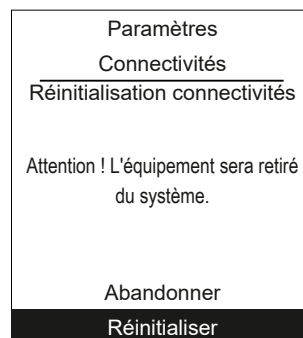 Paramètres
Connectivités
Réinitialisation connectivités
Attention ! L'équipement sera retiré
du système.
Abandonner
Réinitialiser